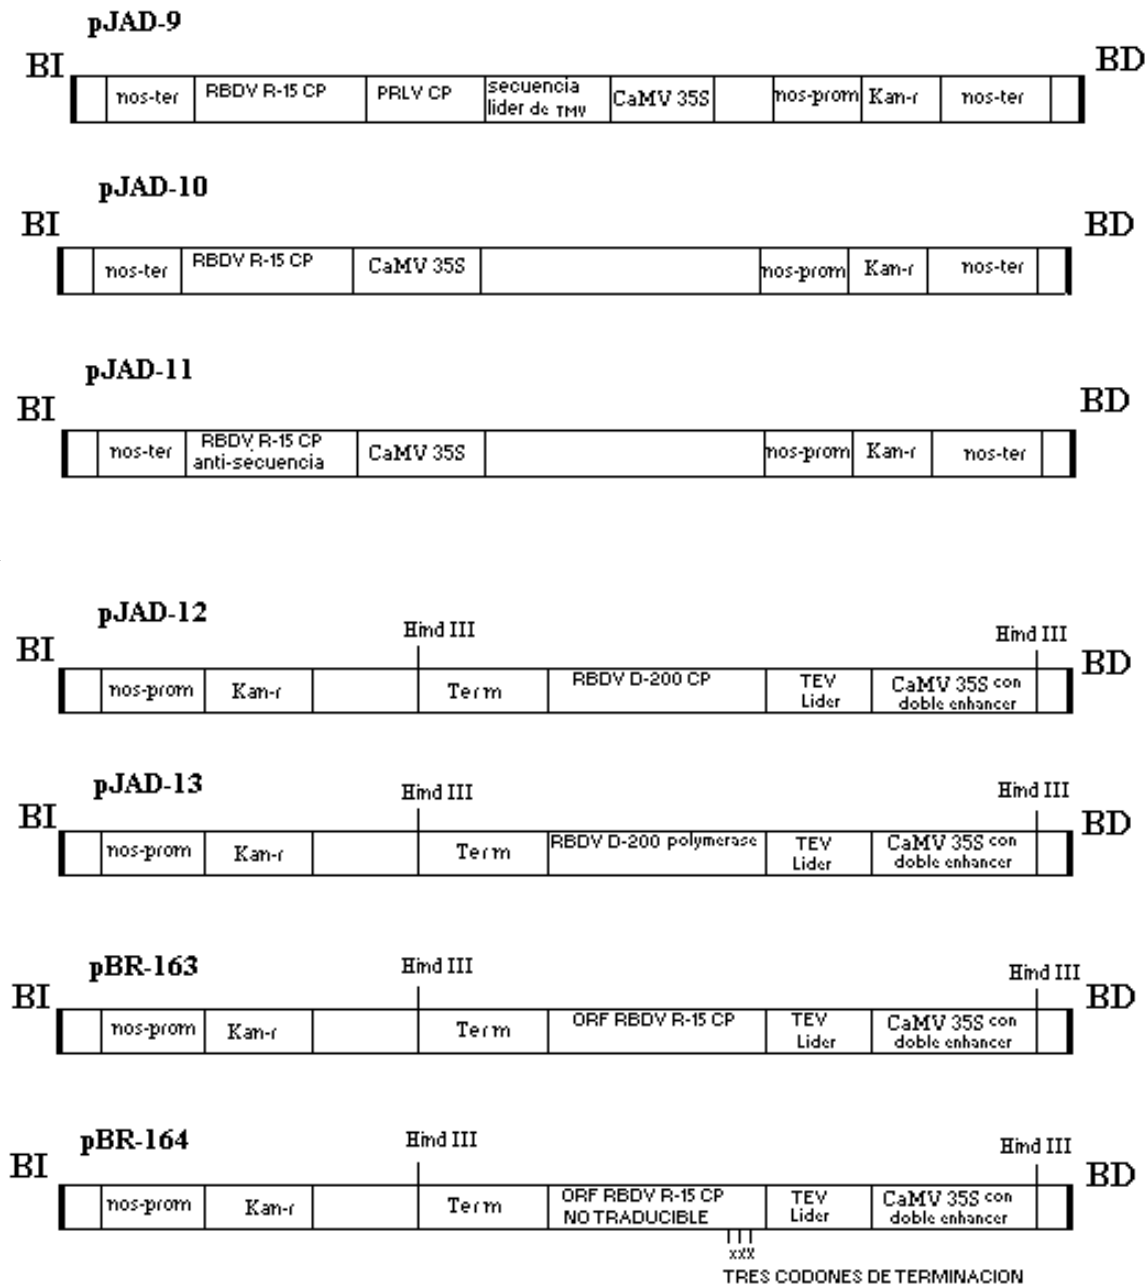 pJAD-9
BI
BD
nos-ter
RBDV R-15 CP
PRLV CP
secuencia
lider de TMV
CaMV 35S
nos-prom
Kan-r
nos-ter
pJAD-10
BI
BD
nos-ter
RBDV R-15 CP
CaMV 35S
nos-prom
Kan-r
nos-ter
pJAD-11
BI
BD
nos-ter
RBDV R-15 CP
anti-secuencia
CaMV 35S
nos-prom
Kan-r
nos-ter
pJAD-12
Hind III
Hind III
BI
BD
nos-prom
Kan-r
Term
RBDV D-200 CP
TEV
Lider
CaMV 35S con
doble enhancer
pJAD-13
Hind III
Hind III
BI
BD
nos-prom
Kan-r
Term
RBDV D-200 polymerase
TEV
Lider
CaMV 35S con
doble enhancer
pBR-163
Hind III
Hind III
BI
BD
nos-prom
Kan-r
Term
ORF RBDV R-15 CP
TEV
Lider
CaMV 35S con
doble enhancer
pBR-164
Hind III
Hind III
BI
BD
nos-prom
Kan-r
Term
ORF RBDV R-15 CP
NO TRADUCIBLE
TEV
Lider
CaMV 35S con
doble enhancer
xxx
TRES CODONES DE TERMINACION